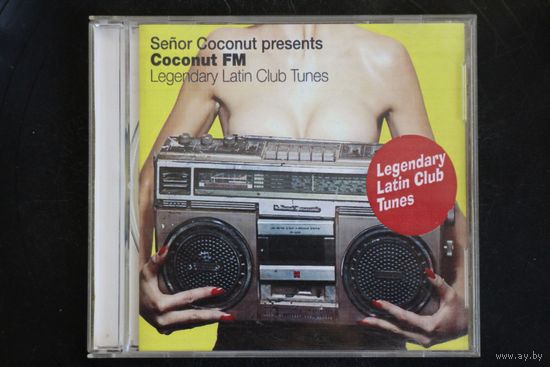 Señor Coconut presents
Coconut FM
Legendary Latin Club Tunes
Legendary
Latin Club
Tunes
www.ay.by